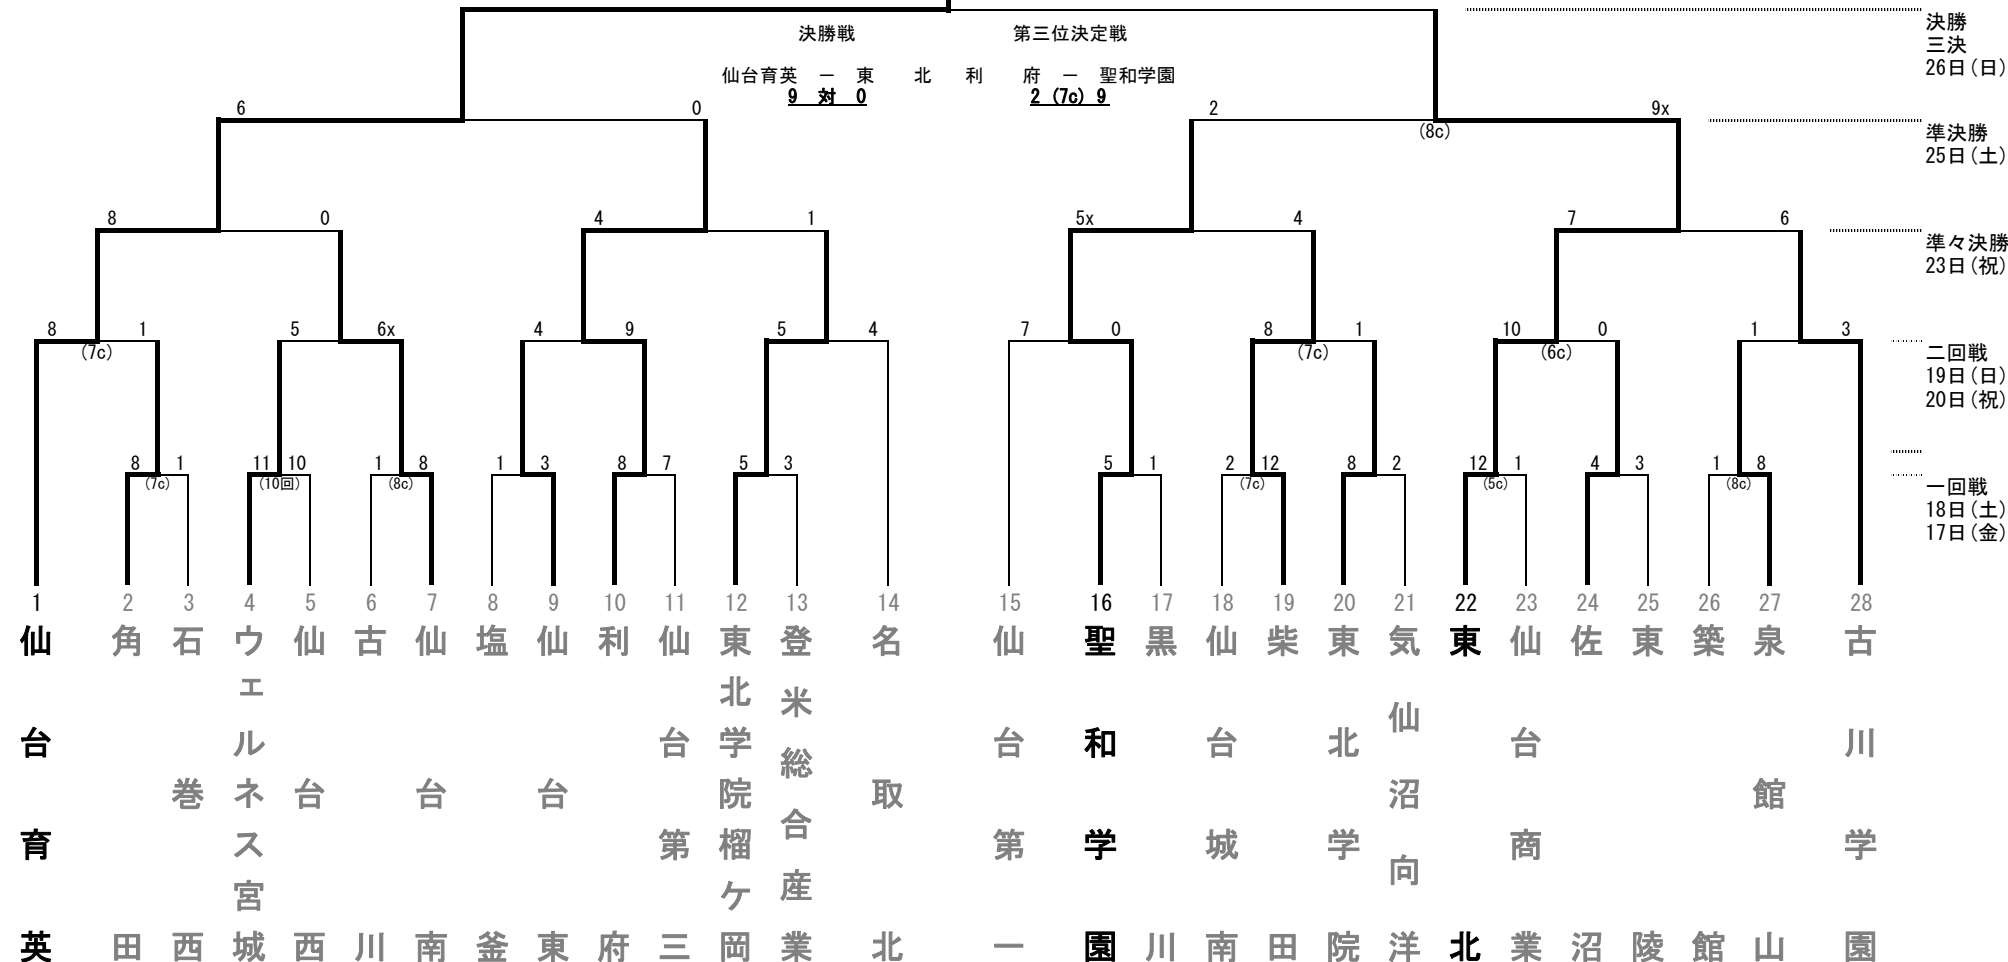 決勝戦 第三位決定戦
仙台育英 － 東 北 利 府 － 聖和学園
9 対 0 2 (7c) 9
決勝
三決
26日(日)
6 0 2 9x
(8c)
準決勝
25日(土)
8 0 4 1 5x 4 7 6
準々決勝
23日(祝)
8 1 5 6x 4 9 5 4 7 0 8 1 10 0 1 3
(7c) (7c) (6c)
二回戦
19日(日)
20日(祝)
8 1 11 10 1 8 1 3 8 7 5 3 5 1 2 12 8 2 12 1 4 3 1 8
(7c) (10回) (8c) (7c) (5c) (8c)
一回戦
18日(土)
17日(金)
1 2 3 4 5 6 7 8 9 10 11 12 13 14 15 16 17 18 19 20 21 22 23 24 25 26 27 28
仙台育英
角田
石巻西
ウェルネス宮城
仙台西
古川
仙台南
塩釜
仙台東
利府
仙台第三
東北学院榴ケ岡
登米総合産業
名取北
仙台第一
聖和学園
黒川
仙台城南
柴田
東北学院
気仙沼向洋
東北
仙台商業
佐沼
東陵
築館
泉館山
古川学園